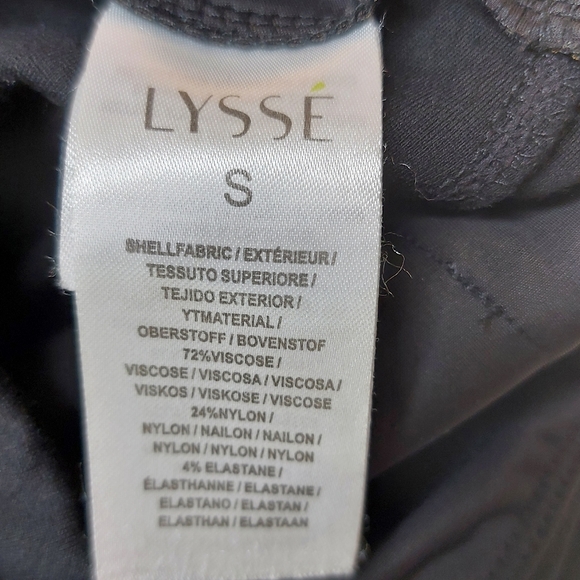 LYSSÉ
S
SHELLFABRIC / EXTÉRIEUR /
TESSUTO SUPERIORE /
TEJIDO EXTERIOR /
YTMATERIAL /
OBERSTOFF / BOVENSTOF
72%VISCOSE /
VISCOSE / VISCOSA / VISCOSA /
VISKOS / VISKOSE / VISCOSE
24%NYLON /
NYLON / NAILON / NAILON /
NYLON / NYLON / NYLON
4% ELASTANE /
ÉLASTHANNE / ELASTANE /
ELASTANO / ELASTAN /
ELASTHAN / ELASTAAN